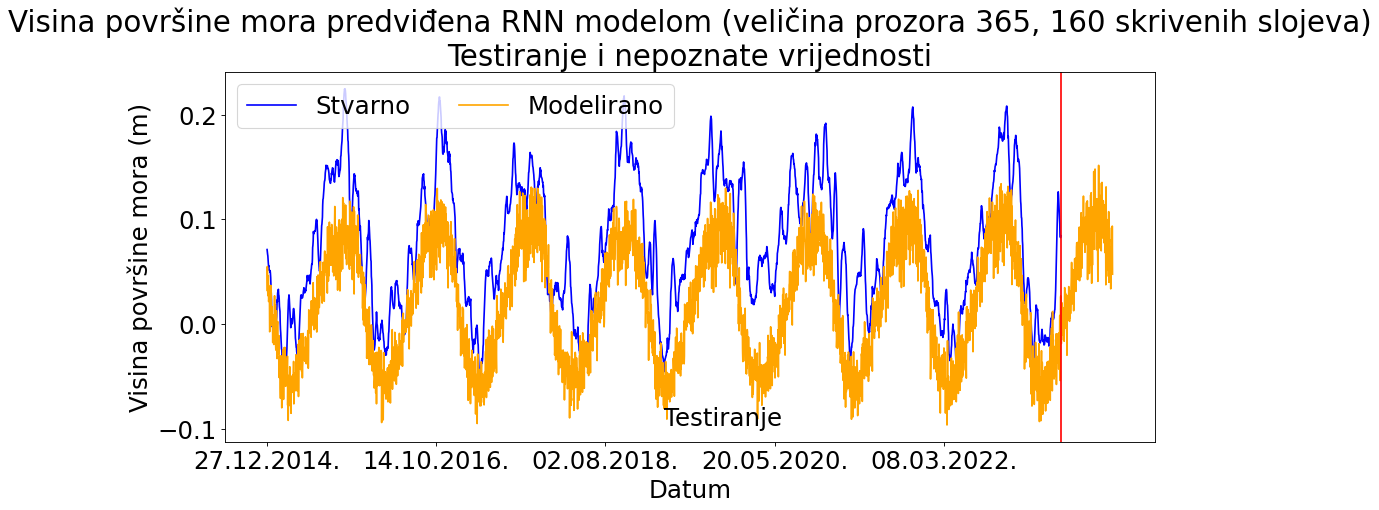 Visina površine mora predviđena RNN modelom (veličina prozora 365, 160 skrivenih slojeva)
Testiranje i nepoznate vrijednosti
Stvarno Modelirano
Visina površine mora (m)
0.2
0.1
0.0
−0.1
Testiranje
27.12.2014. 14.10.2016. 02.08.2018. 20.05.2020. 08.03.2022.
Datum